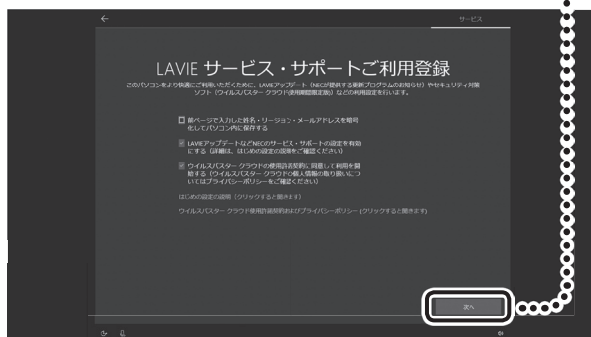 サービス
LAVIE サービス・サポートご利用登録
このパソコンをより快適にご利用いただくために、LAVIEアップデート（NECが提供する更新プログラムのお知らせ）やセキュリティ対策
ソフト（ウイルスバスター クラウド使用期間限定版）などの利用設定を行います。
前ページで入力した姓名・リージョン・メールアドレスを暗号
化してパソコン内に保存する
LAVIEアップデートなどNECのサービス・サポートの設定を有効
にする（詳細は、はじめの設定の説明をご確認ください）
ウイルスバスター クラウドの使用許諾契約に同意して利用を開
始する（ウイルスバスター クラウドの個人情報の取り扱いにつ
いてはプライバシーポリシーをご確認ください）
はじめの設定の説明（クリックすると開きます）
ウイルスバスター クラウド使用許諾契約およびプライバシーポリシー（クリックすると開きます）
次へ